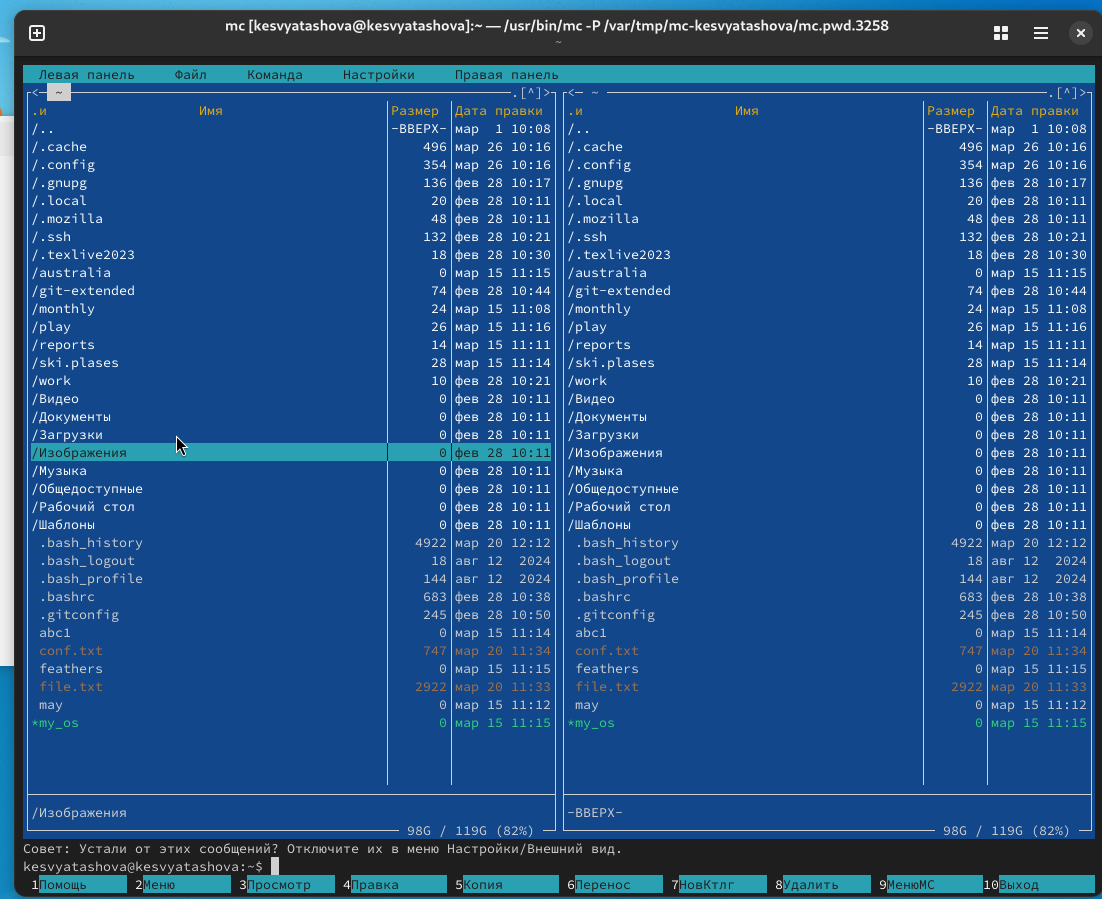 mc [kesvyatashova@kesvyatashova]:~ — /usr/bin/mc -P /var/tmp/mc-kesvyatashova/mc.pwd.3258
~
Левая панель Файл Команда Настройки Правая панель
<— ~ .[^]> <— ~ .[^]>
.и Имя Размер Дата правки .и Имя Размер Дата правки
/.. -ВВЕРХ- мар 1 10:08 /.. -ВВЕРХ- мар 1 10:08
/.cache 496 мар 26 10:16 /.cache 496 мар 26 10:16
/.config 354 мар 26 10:16 /.config 354 мар 26 10:16
/.gnupg 136 фев 28 10:17 /.gnupg 136 фев 28 10:17
/.local 20 фев 28 10:11 /.local 20 фев 28 10:11
/.mozilla 48 фев 28 10:11 /.mozilla 48 фев 28 10:11
/.ssh 132 фев 28 10:21 /.ssh 132 фев 28 10:21
/.texlive2023 18 фев 28 10:30 /.texlive2023 18 фев 28 10:30
/australia 0 мар 15 11:15 /australia 0 мар 15 11:15
/git-extended 74 фев 28 10:44 /git-extended 74 фев 28 10:44
/monthly 24 мар 15 11:08 /monthly 24 мар 15 11:08
/play 26 мар 15 11:16 /play 26 мар 15 11:16
/reports 14 мар 15 11:11 /reports 14 мар 15 11:11
/ski.plases 28 мар 15 11:14 /ski.plases 28 мар 15 11:14
/work 10 фев 28 10:21 /work 10 фев 28 10:21
/Видео 0 фев 28 10:11 /Видео 0 фев 28 10:11
/Документы 0 фев 28 10:11 /Документы 0 фев 28 10:11
/Загрузки 0 фев 28 10:11 /Загрузки 0 фев 28 10:11
/Изображения 0 фев 28 10:11 /Изображения 0 фев 28 10:11
/Музыка 0 фев 28 10:11 /Музыка 0 фев 28 10:11
/Общедоступные 0 фев 28 10:11 /Общедоступные 0 фев 28 10:11
/Рабочий стол 0 фев 28 10:11 /Рабочий стол 0 фев 28 10:11
/Шаблоны 0 фев 28 10:11 /Шаблоны 0 фев 28 10:11
.bash_history 4922 мар 20 12:12 .bash_history 4922 мар 20 12:12
.bash_logout 18 авг 12 2024 .bash_logout 18 авг 12 2024
.bash_profile 144 авг 12 2024 .bash_profile 144 авг 12 2024
.bashrc 683 фев 28 10:38 .bashrc 683 фев 28 10:38
.gitconfig 245 фев 28 10:50 .gitconfig 245 фев 28 10:50
abc1 0 мар 15 11:14 abc1 0 мар 15 11:14
conf.txt 747 мар 20 11:34 conf.txt 747 мар 20 11:34
feathers 0 мар 15 11:15 feathers 0 мар 15 11:15
file.txt 2922 мар 20 11:33 file.txt 2922 мар 20 11:33
may 0 мар 15 11:12 may 0 мар 15 11:12
*my_os 0 мар 15 11:15 *my_os 0 мар 15 11:15
/Изображения -ВВЕРХ-
98G / 119G (82%) 98G / 119G (82%)
Совет: Устали от этих сообщений? Отключите их в меню Настройки/Внешний вид.
kesvyatashova@kesvyatashova:~$
1Помощь 2Меню 3Просмотр 4Правка 5Копия 6Перенос 7НовКтлг 8Удалить 9МенюМС 10Выход